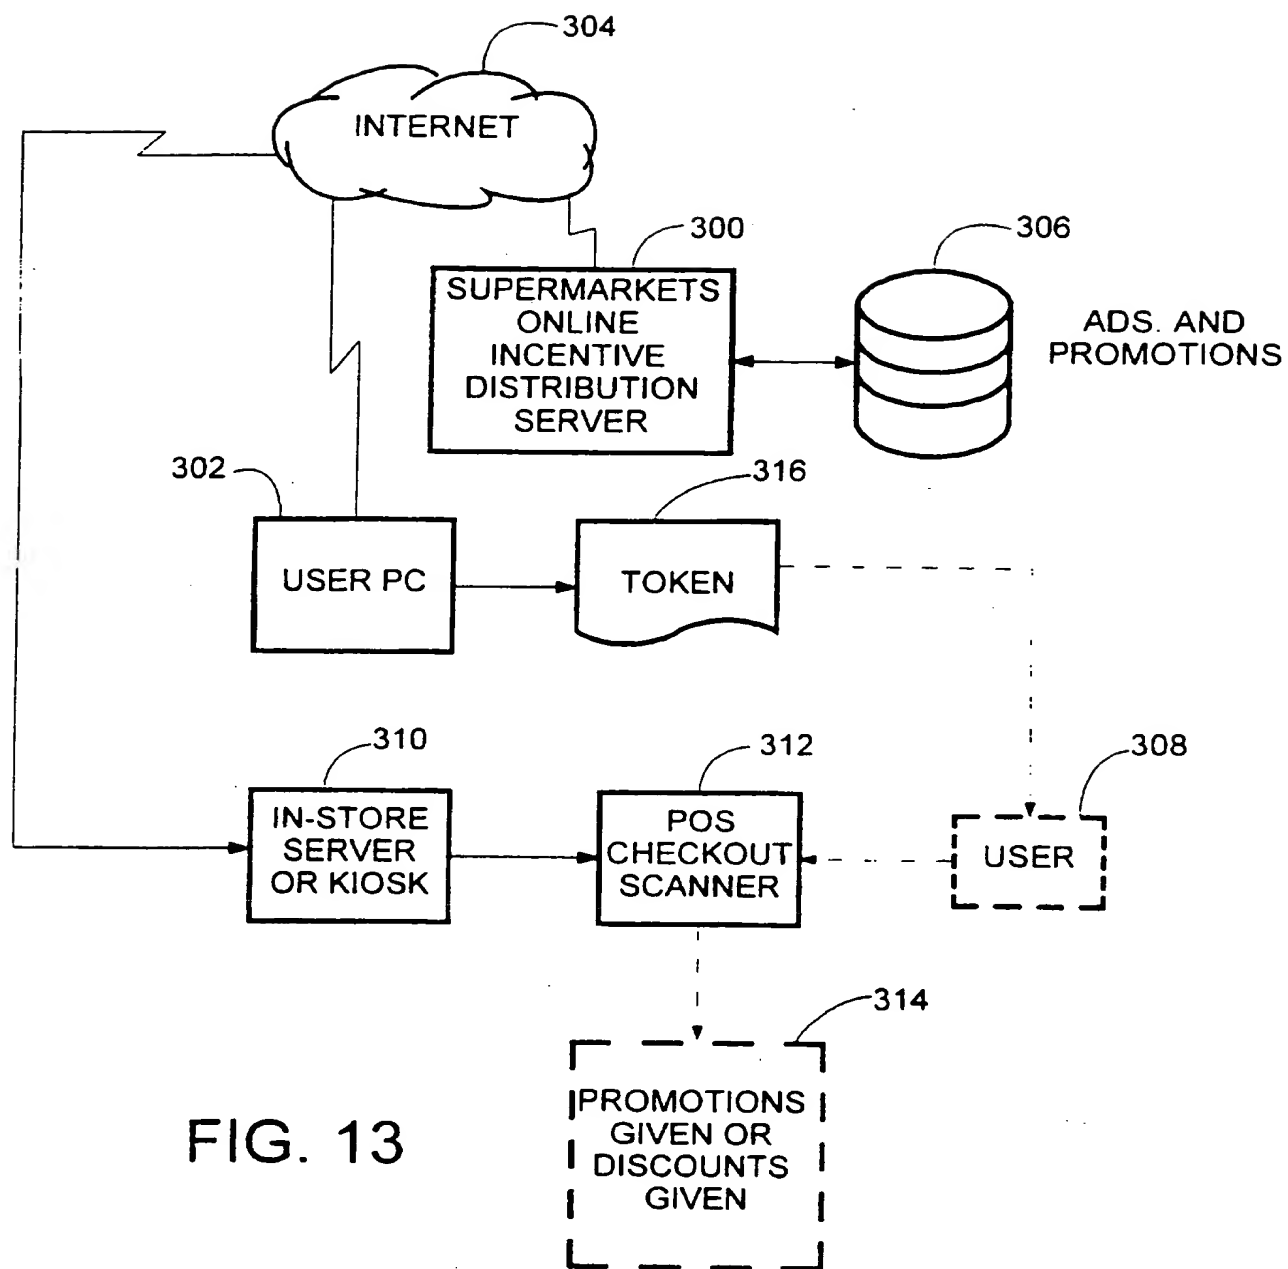 304
INTERNET
300
306
SUPERMARKETS
ONLINE
INCENTIVE
DISTRIBUTION
SERVER
ADS. AND
PROMOTIONS
302
316
USER PC
TOKEN
310
312
308
IN-STORE
SERVER
OR KIOSK
POS
CHECKOUT
SCANNER
USER
314
PROMOTIONS
GIVEN OR
DISCOUNTS
GIVEN
FIG. 13